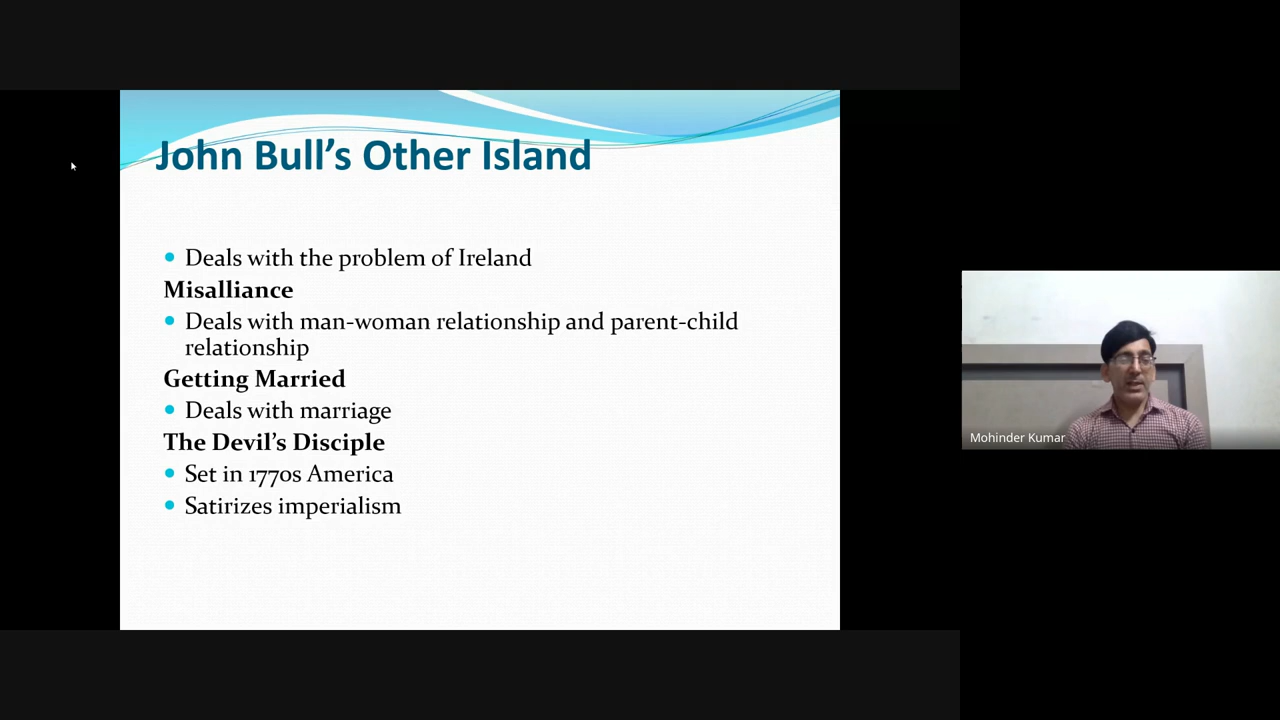 John Bull’s Other Island
• Deals with the problem of Ireland
Misalliance
• Deals with man-woman relationship and parent-child
relationship
Getting Married
• Deals with marriage
The Devil’s Disciple
• Set in 1770s America
• Satirizes imperialism
Mohinder Kumar